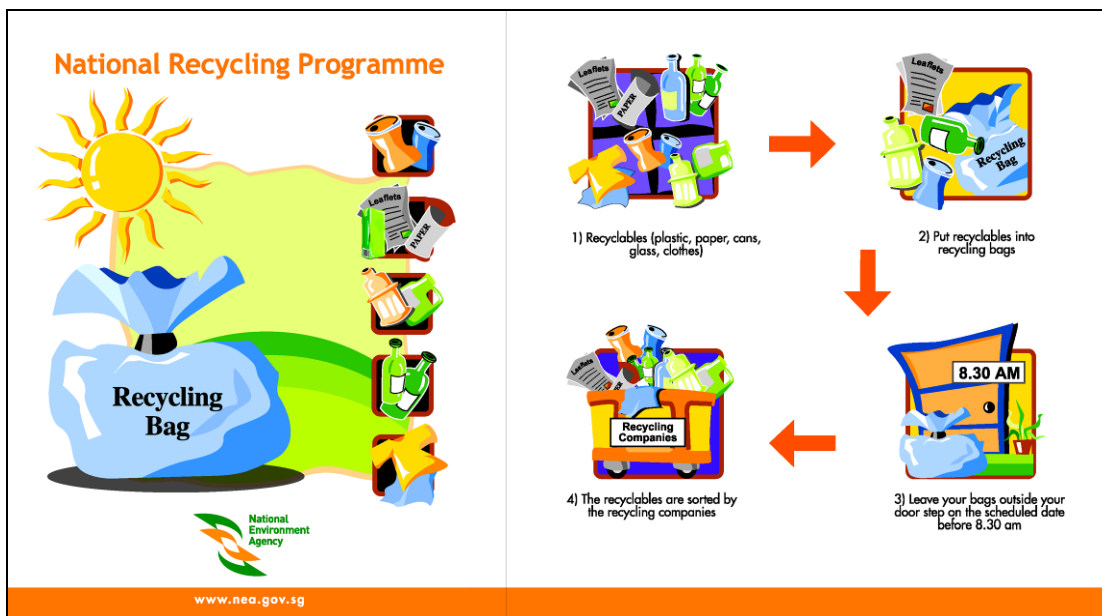 National Recycling Programme
Leaflets
PAPER
Recycling
Bag
National
Environment
Agency
www.nea.gov.sg
Leaflets
PAPER
1) Recyclables (plastic, paper, cans,
glass, clothes)
Leaflets
Recycling
Bag
2) Put recyclables into
recycling bags
8.30 AM
3) Leave your bags outside your
door step on the scheduled date
before 8.30 am
Leaflets
PAPER
Recycling
Companies
4) The recyclables are sorted by
the recycling companies